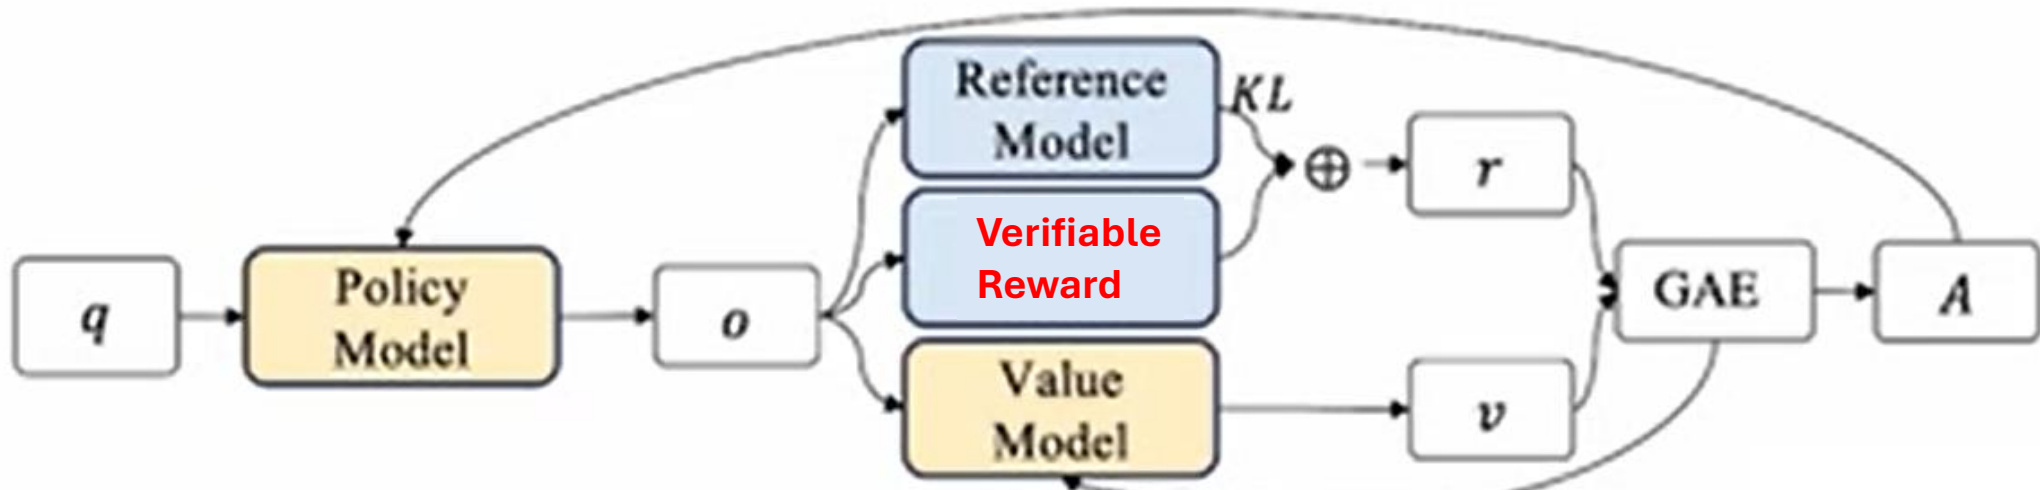 q
Policy
Model
o
Reference
Model
KL
Verifiable
Reward
Value
Model
⊕
r
v
GAE
A